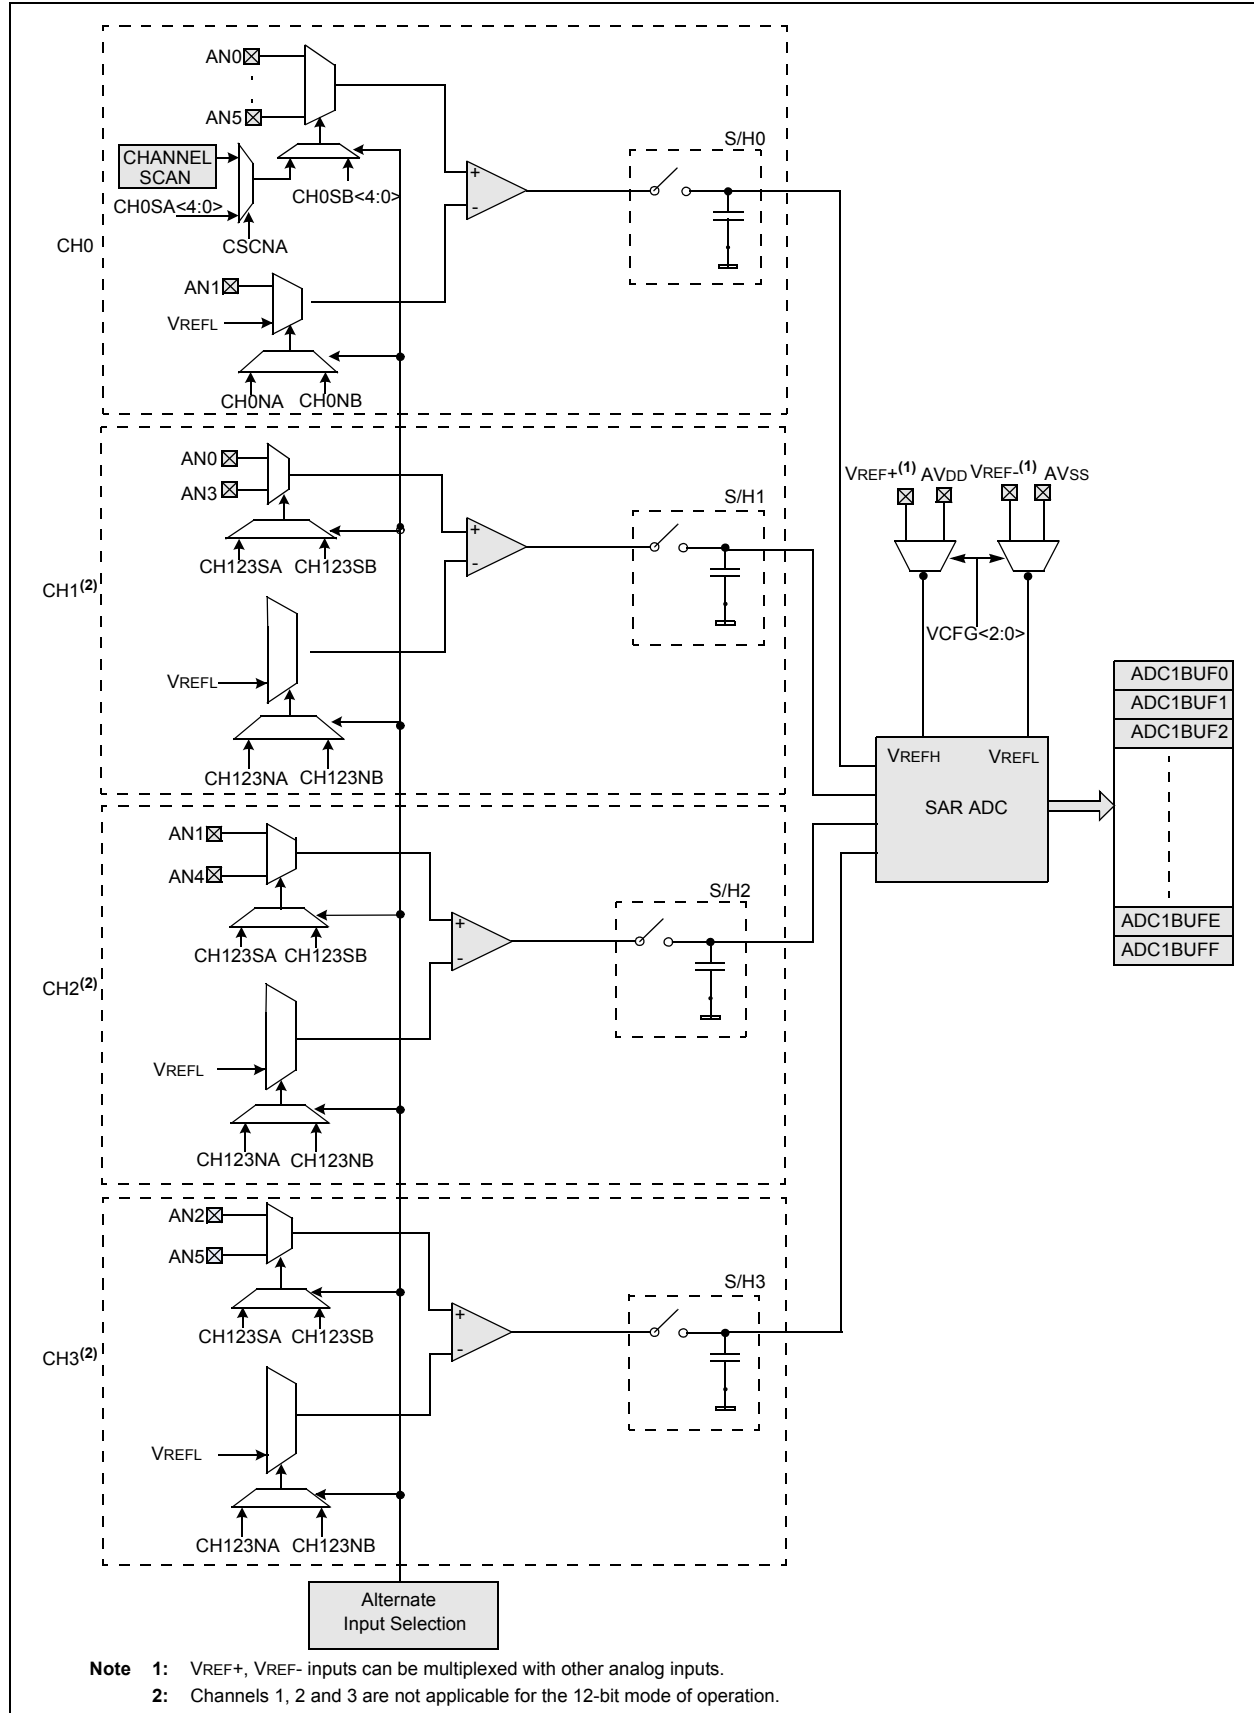 AN0
AN5
CHANNEL
SCAN
CH0SA<4:0>
CH0SB<4:0>
CSCNA
CH0
AN1
VREFL
CH0NA CH0NB
+
-
S/H0
AN0
AN3
CH123SA CH123SB
CH1(2)
VREFL
CH123NA CH123NB
+
-
S/H1
VREF+(1) AVDD VREF-(1) AVSS
VCFG<2:0>
VREFH VREFL
SAR ADC
ADC1BUF0
ADC1BUF1
ADC1BUF2
ADC1BUFE
ADC1BUFF
AN1
AN4
CH123SA CH123SB
CH2(2)
VREFL
CH123NA CH123NB
+
-
S/H2
AN2
AN5
CH123SA CH123SB
CH3(2)
VREFL
CH123NA CH123NB
+
-
S/H3
Alternate
Input Selection
Note 1: VREF+, VREF- inputs can be multiplexed with other analog inputs.
2: Channels 1, 2 and 3 are not applicable for the 12-bit mode of operation.